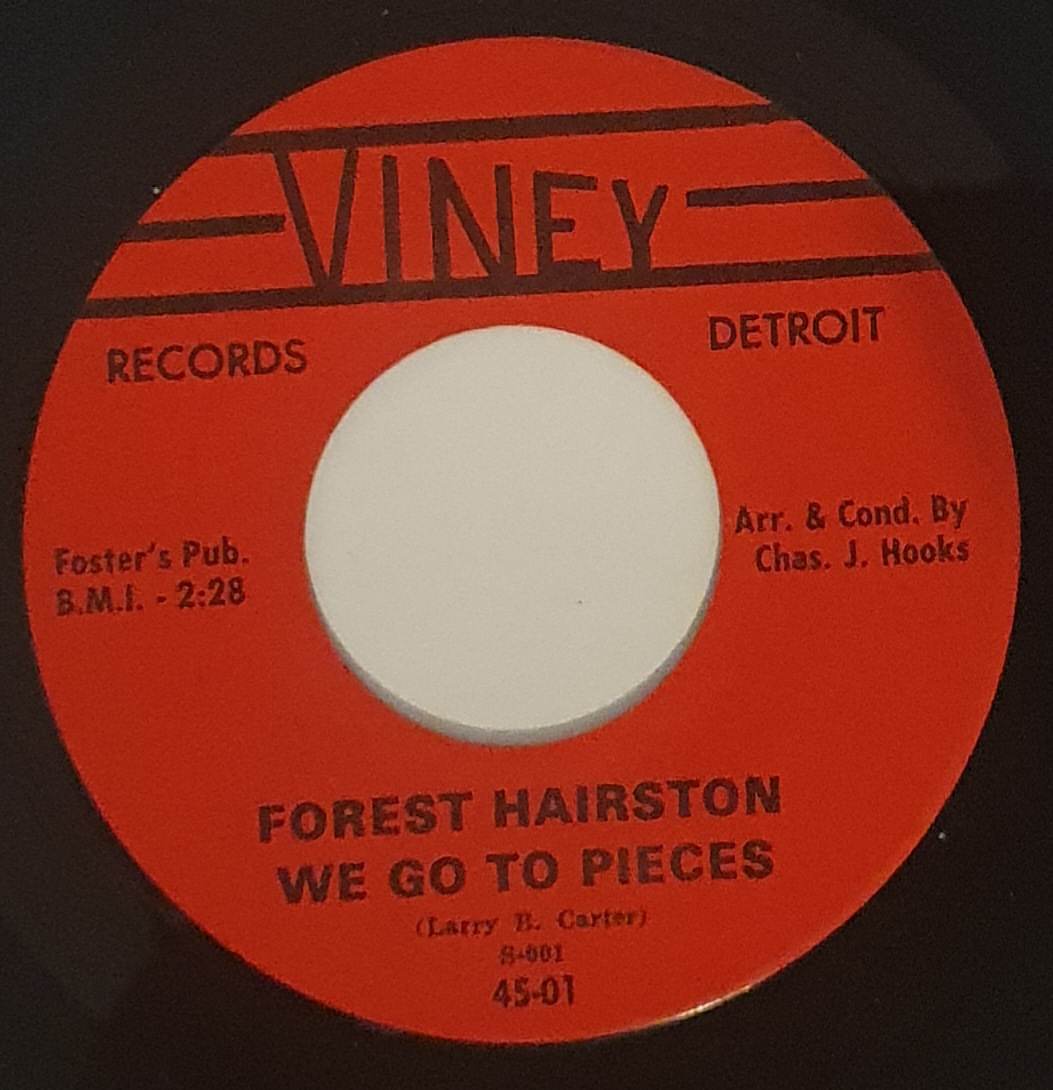 VINEY
RECORDS
DETROIT
Foster's Pub.
B.M.I. - 2:28
Arr. & Cond. By
Chas. J. Hooks
FOREST HAIRSTON
WE GO TO PIECES
(Larry B. Carter)
S-001
45-01